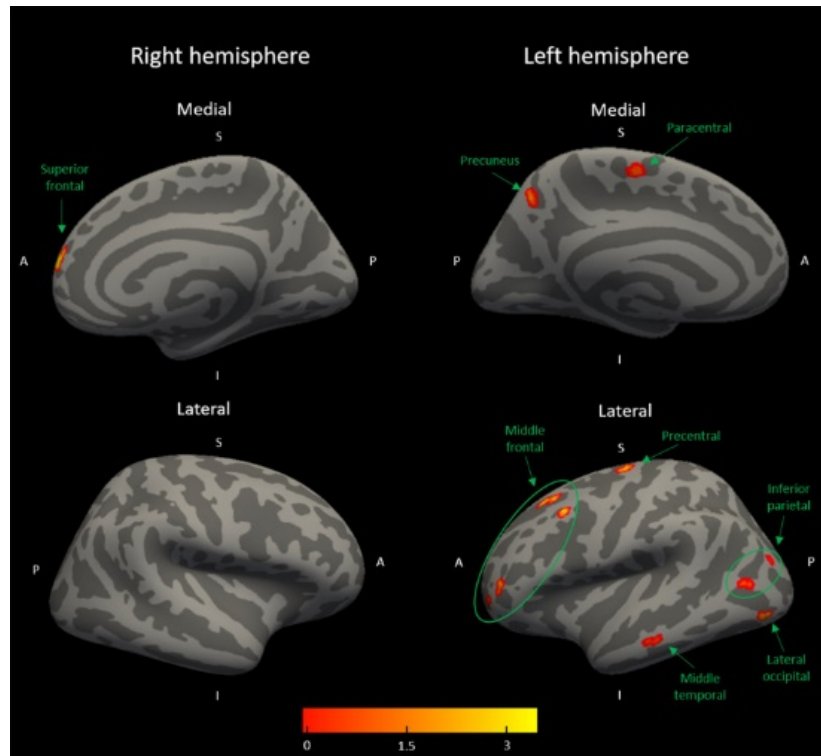 Right hemisphere
Left hemisphere
Medial
S
Superior
frontal
A
P
I
Medial
S
Paracentral
Precuneus
P
A
I
Lateral
S
P
A
I
Lateral
S
Middle
frontal
Precentral
Inferior
parietal
A
P
Middle
temporal
Lateral
occipital
I
0
1.5
3